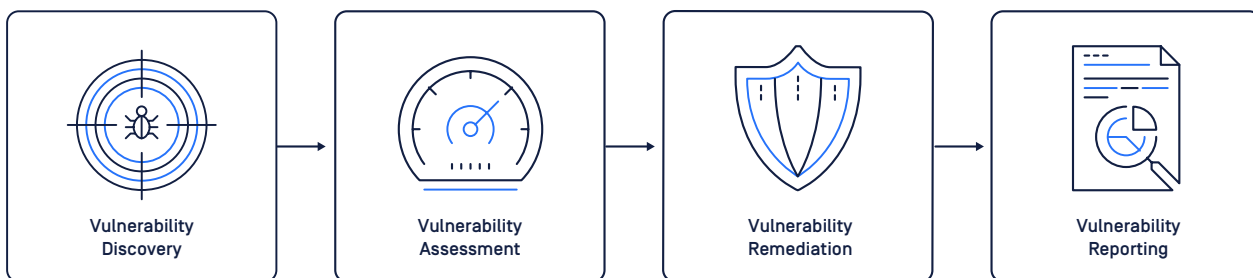 Vulnerability
Discovery
Vulnerability
Assessment
Vulnerability
Remediation
Vulnerability
Reporting